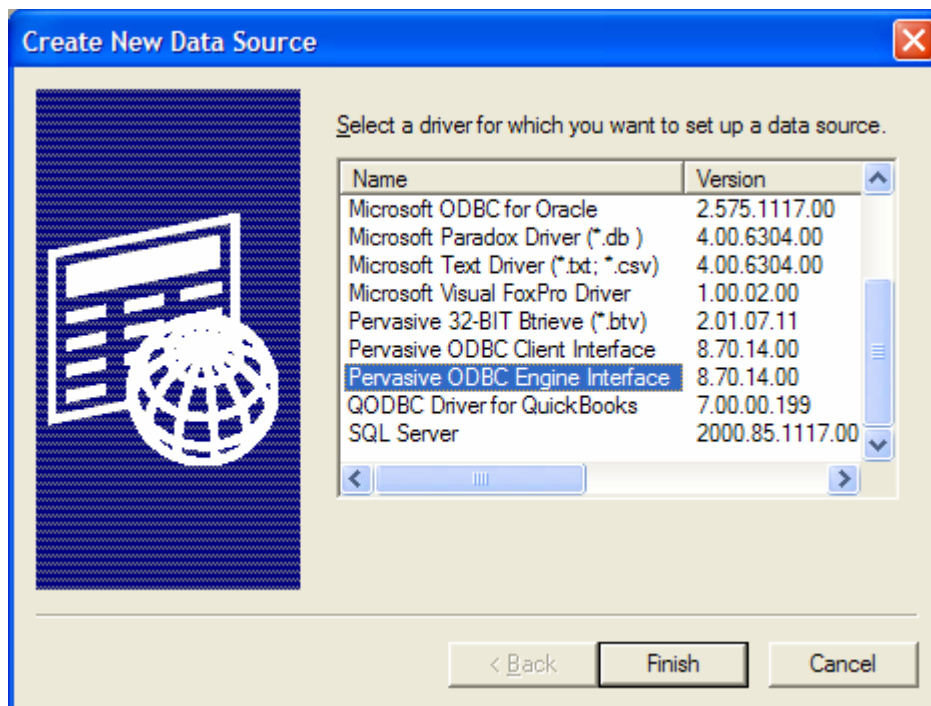 Create New Data Source
Select a driver for which you want to set up a data source.
Name Version
Microsoft ODBC for Oracle 2.575.1117.00
Microsoft Paradox Driver (*.db ) 4.00.6304.00
Microsoft Text Driver (*.txt; *.csv) 4.00.6304.00
Microsoft Visual FoxPro Driver 1.00.02.00
Pervasive 32-BIT Btrieve (*.btv) 2.01.07.11
Pervasive ODBC Client Interface 8.70.14.00
Pervasive ODBC Engine Interface 8.70.14.00
QODBC Driver for QuickBooks 7.00.00.199
SQL Server 2000.85.1117.00
< Back Finish Cancel